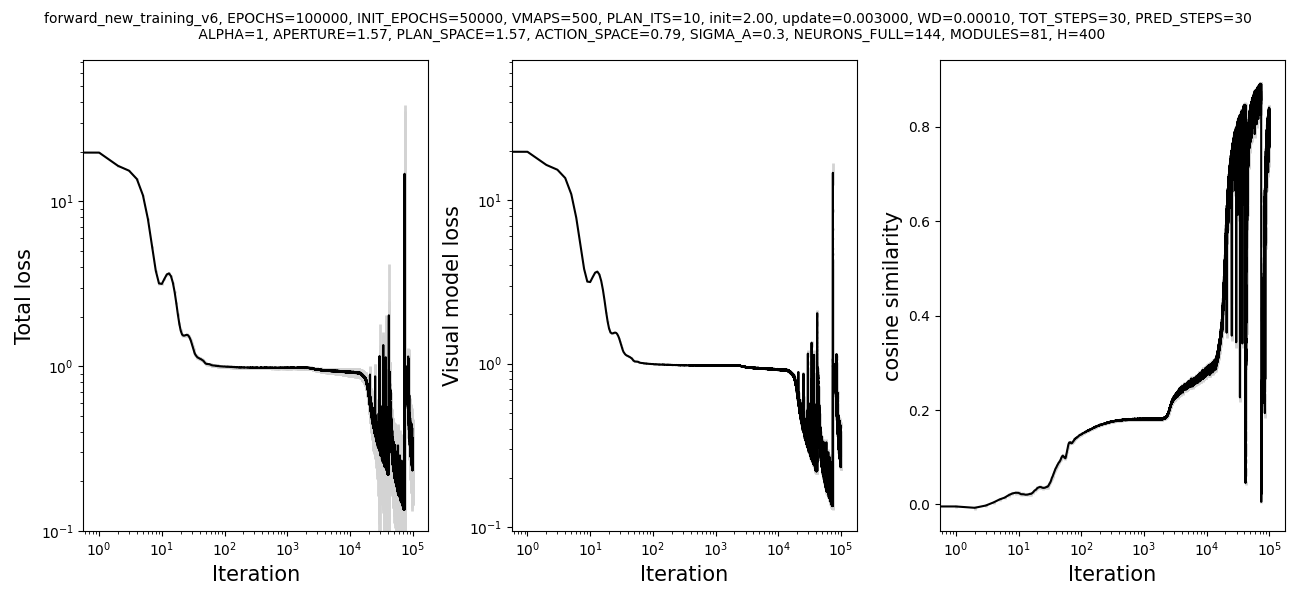 forward_new_training_v6, EPOCHS=100000, INIT_EPOCHS=50000, VMAPS=500, PLAN_ITS=10, init=2.00, update=0.003000, WD=0.00010, TOT_STEPS=30, PRED_STEPS=30
ALPHA=1, APERTURE=1.57, PLAN_SPACE=1.57, ACTION_SPACE=0.79, SIGMA_A=0.3, NEURONS_FULL=144, MODULES=81, H=400
Total loss
10¹
10⁰
10⁻¹
10⁰ 10¹ 10² 10³ 10⁴ 10⁵
Iteration
Visual model loss
10¹
10⁰
10⁻¹
10⁰ 10¹ 10² 10³ 10⁴ 10⁵
Iteration
cosine similarity
0.8
0.6
0.4
0.2
0.0
10⁰ 10¹ 10² 10³ 10⁴ 10⁵
Iteration